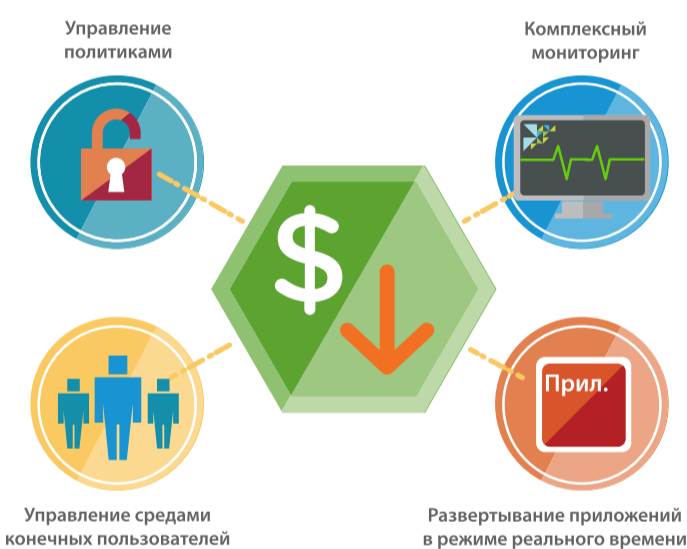 Управление
политиками
Комплексный
мониторинг
$
Прил.
Управление средами
конечных пользователей
Развертывание приложений
в режиме реального времени